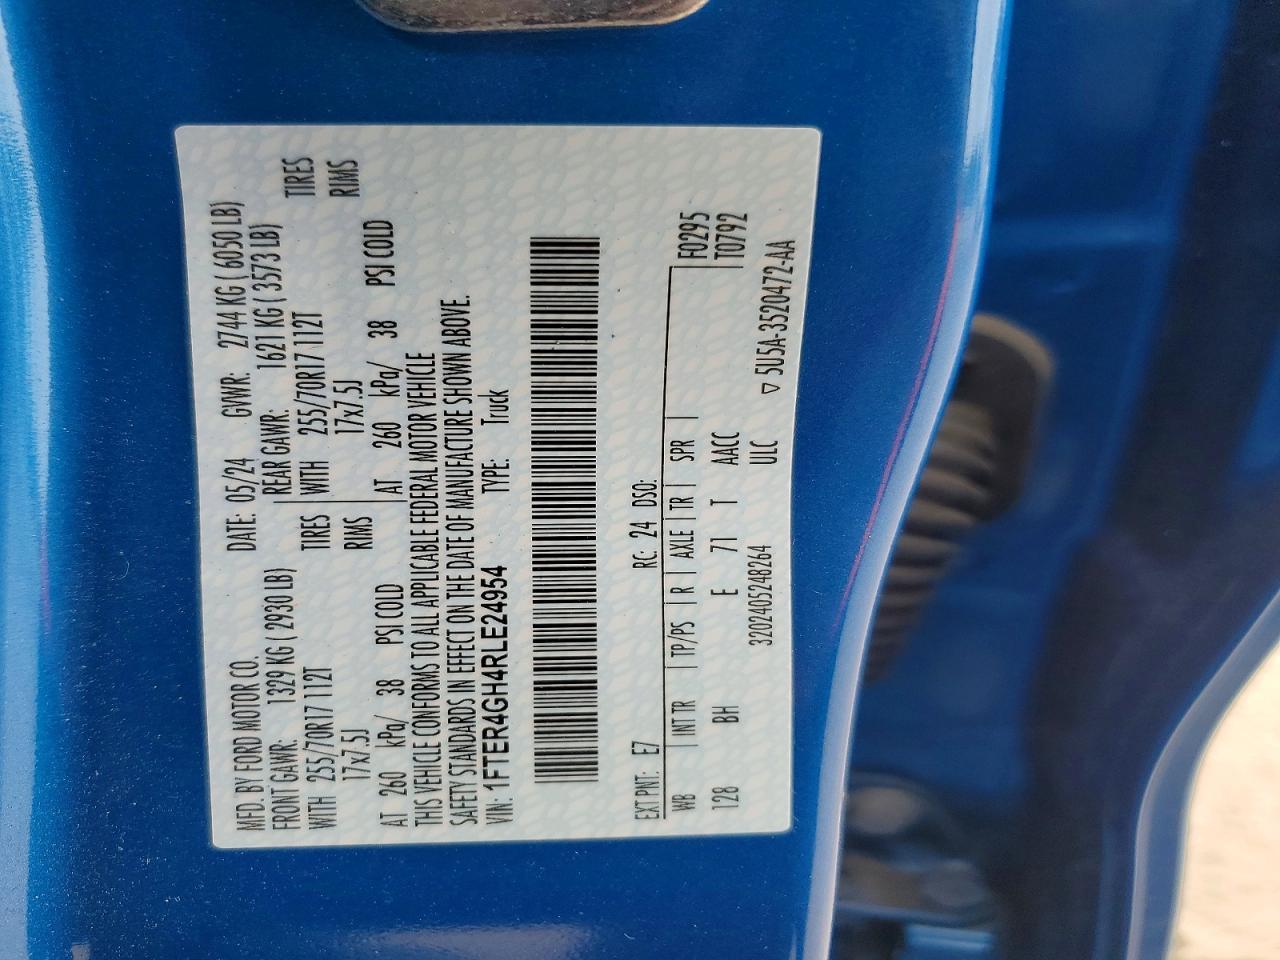 MFD. BY FORD MOTOR CO.
DATE: 05/24 GVWR: 2744 KG ( 6050 LB)
FRONT GAWR: 1329 KG ( 2930 LB)
REAR GAWR: 1621 KG ( 3573 LB)
WITH 255/70R17 112T TIRES
WITH 255/70R17 112T TIRES
17x7.5J RIMS
17x7.5J RIMS
AT 260 kPa/ 38 PSI COLD
AT 260 kPa/ 38 PSI COLD
THIS VEHICLE CONFORMS TO ALL APPLICABLE FEDERAL MOTOR VEHICLE
SAFETY STANDARDS IN EFFECT ON THE DATE OF MANUFACTURE SHOWN ABOVE.
VIN: 1FTER4GH4RLE24954 TYPE: Truck
EXT PNT: E7 RC: 24 DSO:
WB INT TR TP/PS R AXLE TR SPR F0295
128 BH E 71 T AACC T0792
3202405248264 ULC
▽ 5U5A-3520472-AA